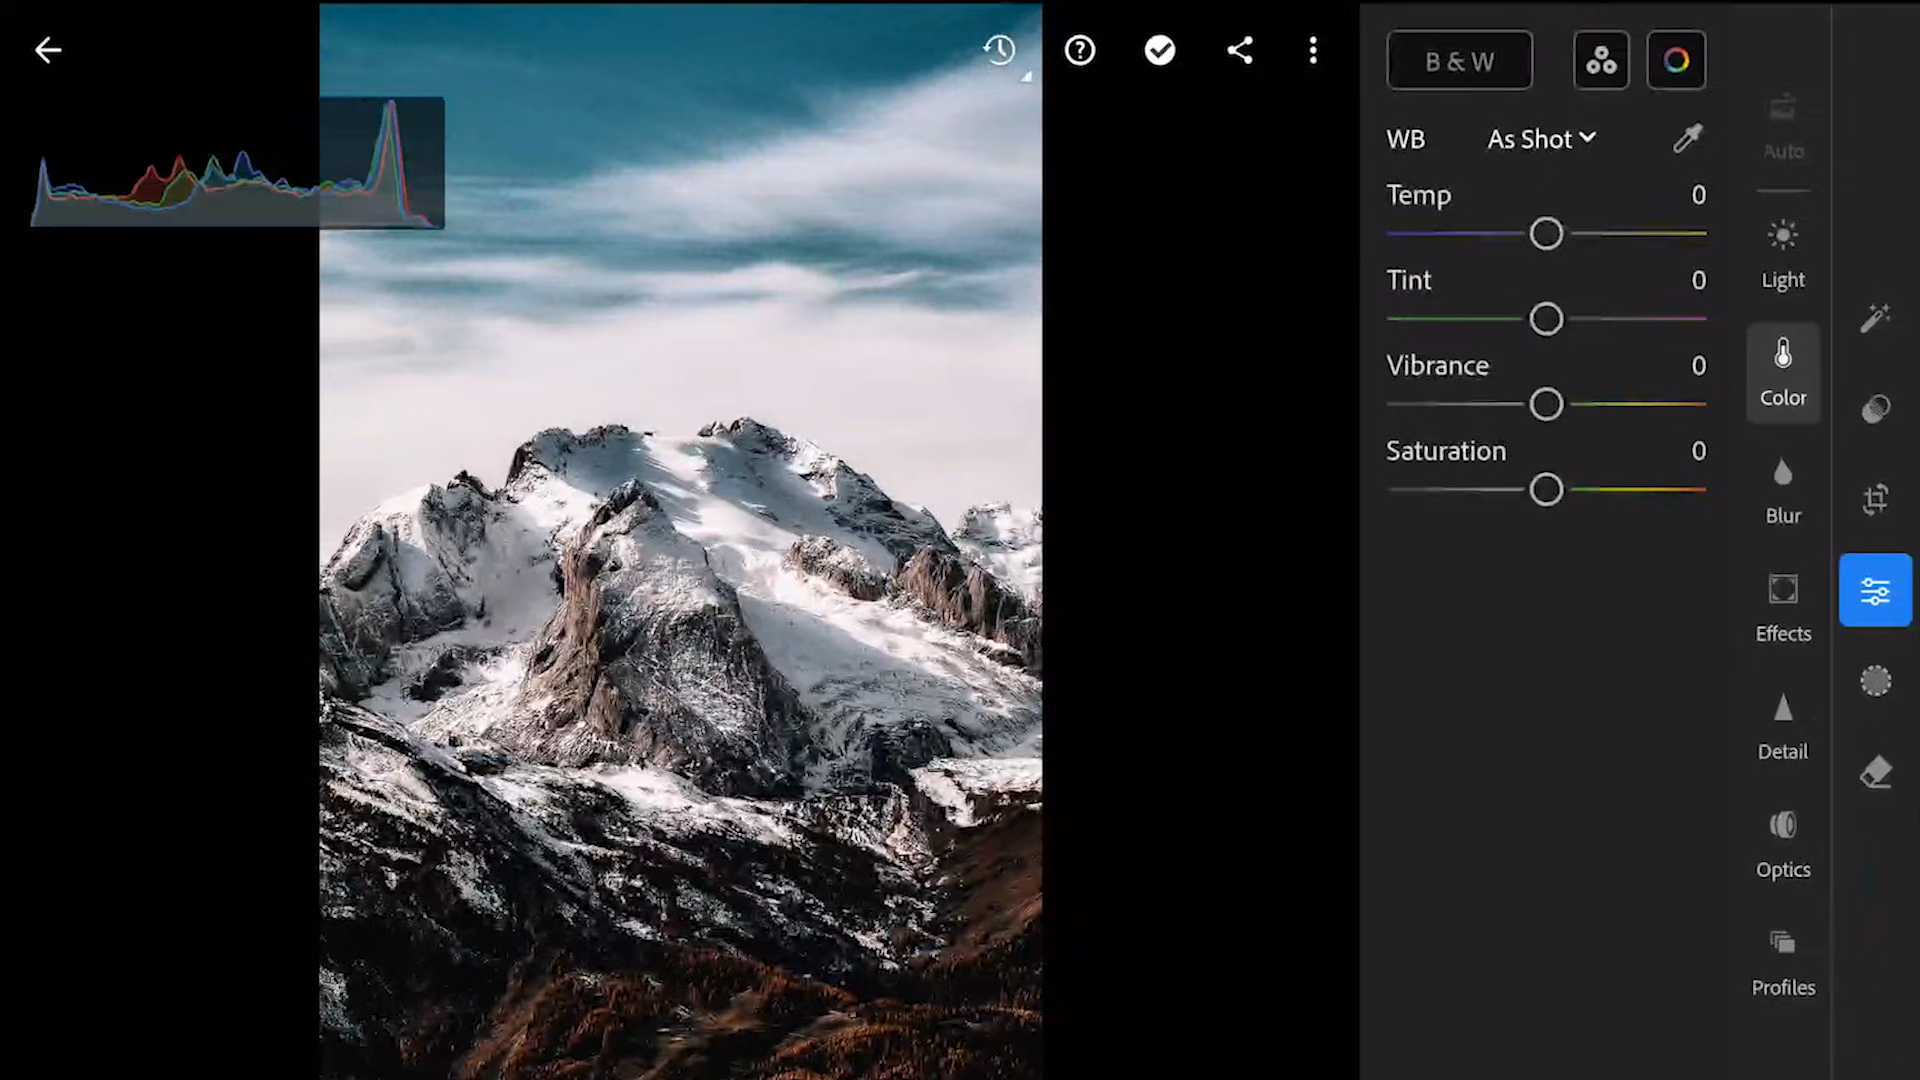 B & W
WB As Shot
Temp 0
Tint 0
Vibrance 0
Saturation 0
Auto
Light
Color
Blur
Effects
Detail
Optics
Profiles